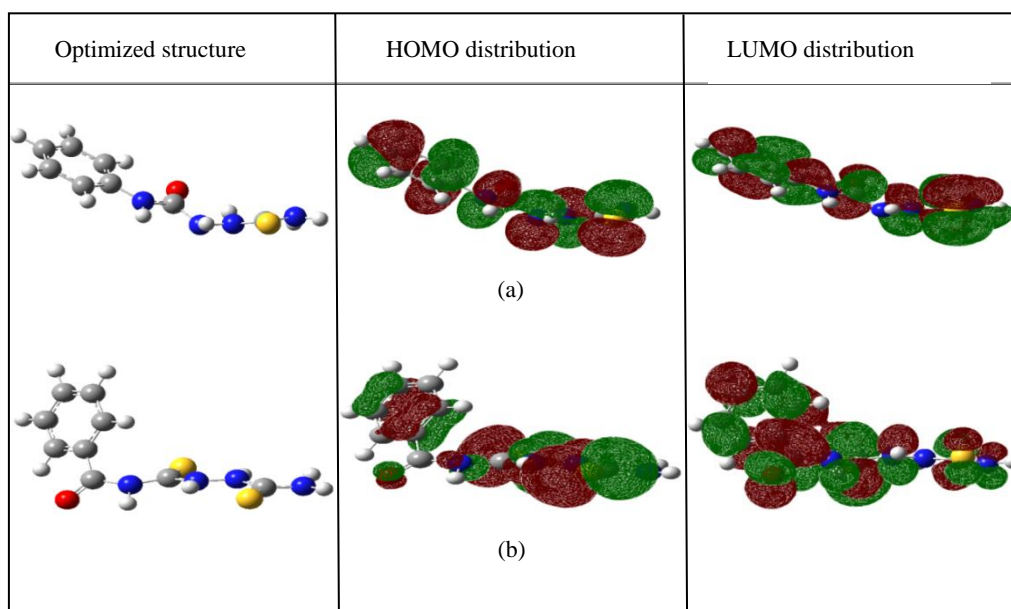 Optimized structure
HOMO distribution
LUMO distribution
(a)
(b)